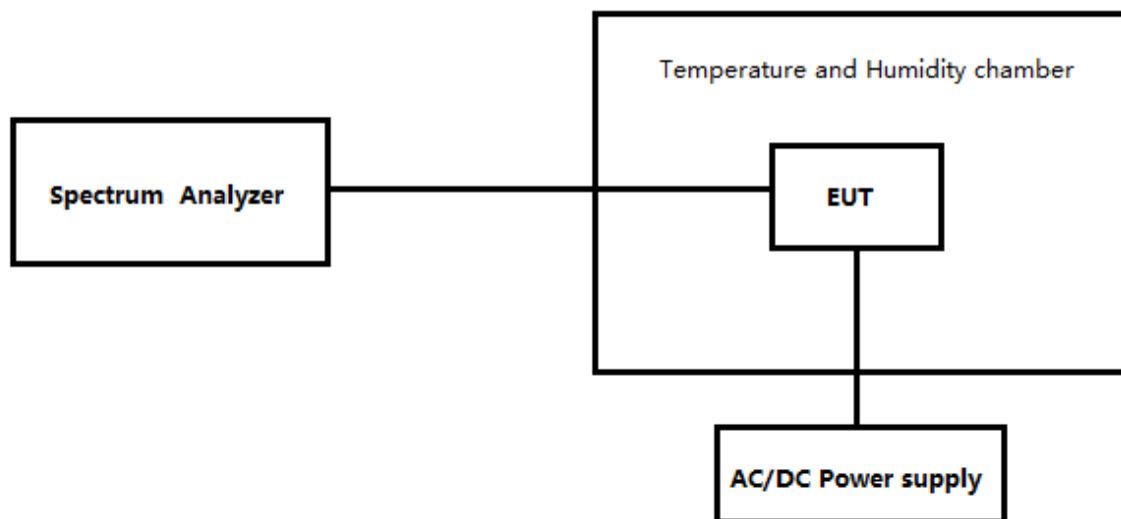 Temperature and Humidity chamber
Spectrum Analyzer
EUT
AC/DC Power supply